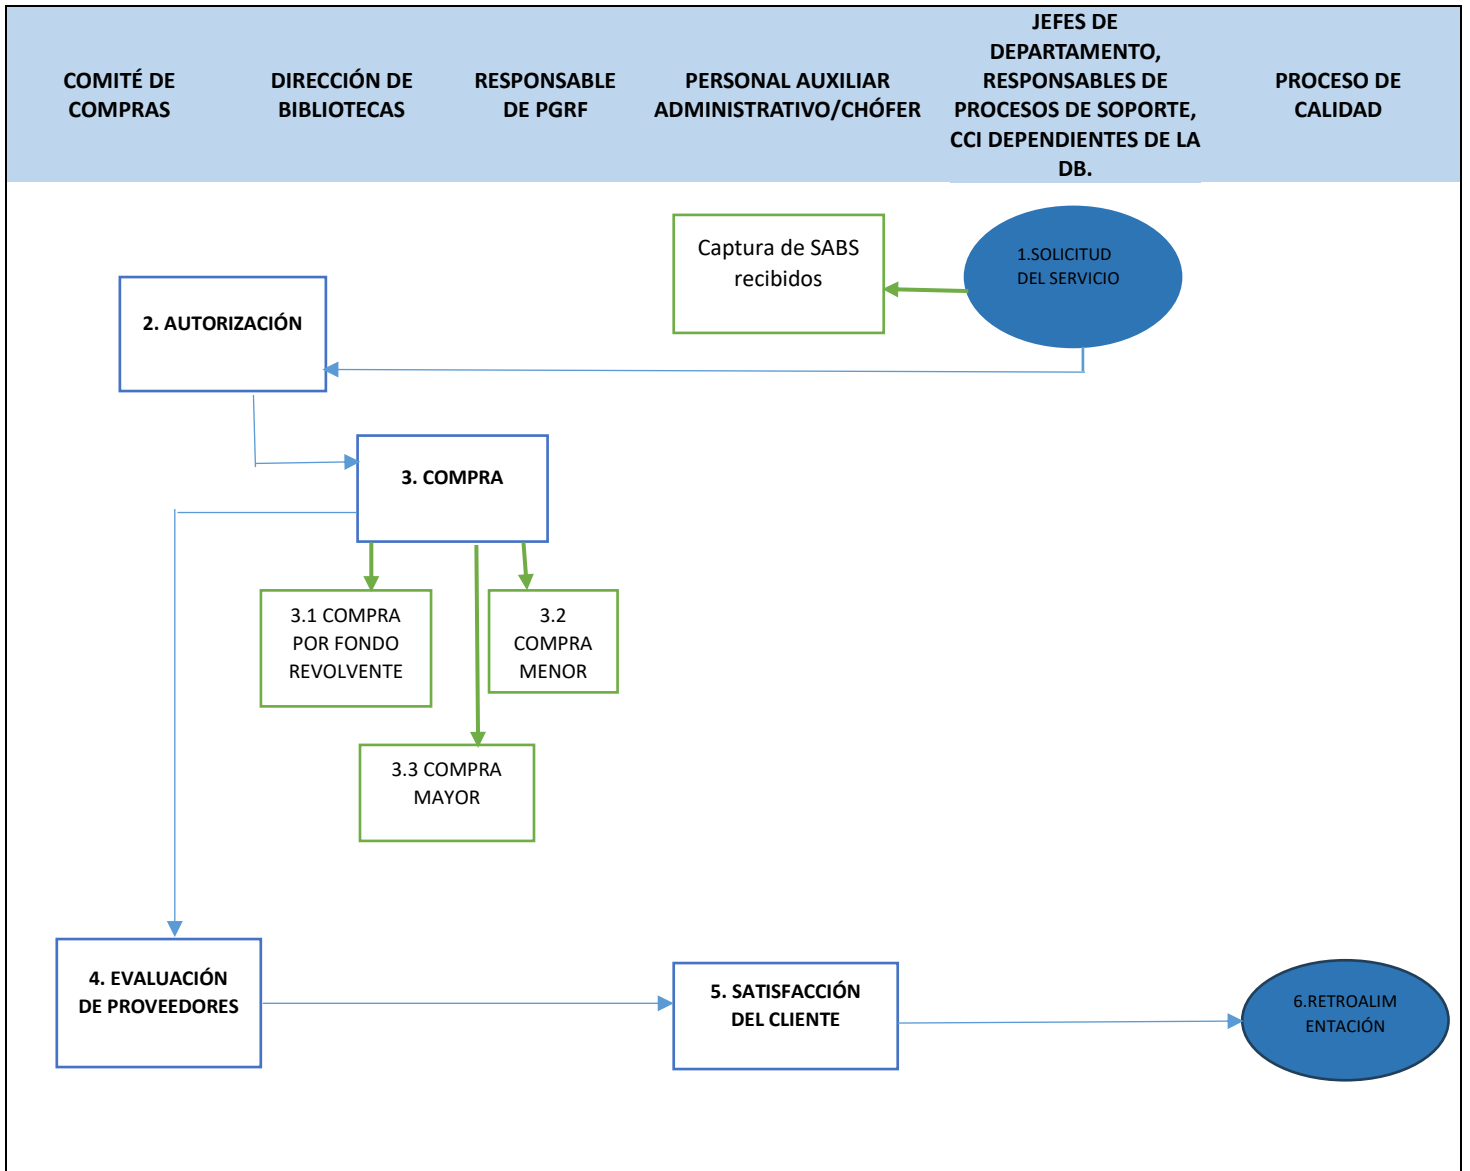 COMITÉ DE
COMPRAS
DIRECCIÓN DE
BIBLIOTECAS
RESPONSABLE
DE PGRF
PERSONAL AUXILIAR
ADMINISTRATIVO/CHÓFER
JEFES DE
DEPARTAMENTO,
RESPONSABLES DE
PROCESOS DE SOPORTE,
CCI DEPENDIENTES DE LA
DB.
PROCESO DE
CALIDAD
1.SOLICITUD
DEL SERVICIO
Captura de SABS
recibidos
2. AUTORIZACIÓN
3. COMPRA
3.1 COMPRA
POR FONDO
REVOLVENTE
3.2
COMPRA
MENOR
3.3 COMPRA
MAYOR
4. EVALUACIÓN
DE PROVEEDORES
5. SATISFACCIÓN
DEL CLIENTE
6.RETROALIM
ENTACIÓN